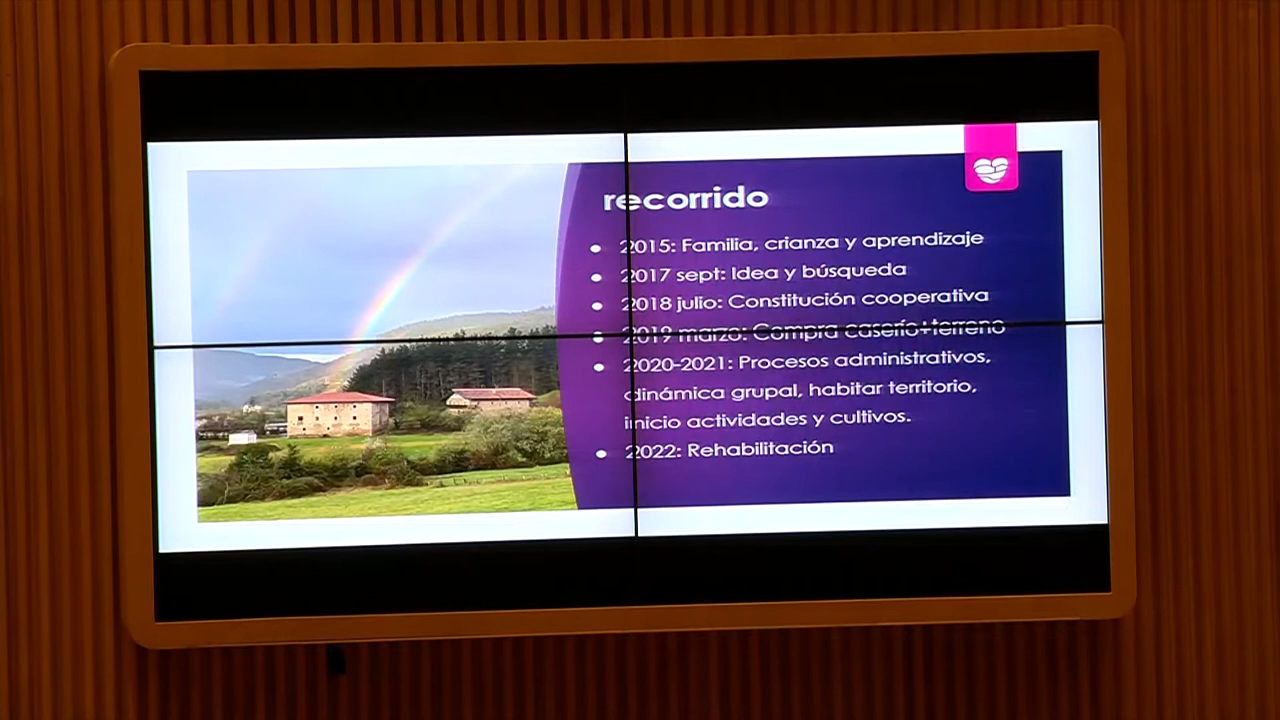 recorrido
• 2015: Familia, crianza y aprendizaje
• 2017 sept: Idea y búsqueda
• 2018 julio: Constitución cooperativa
• 2019 marzo: Compra caserío+terreno
• 2020-2021: Procesos administrativos,
dinámica grupal, habitar territorio,
inicio actividades y cultivos.
• 2022: Rehabilitación